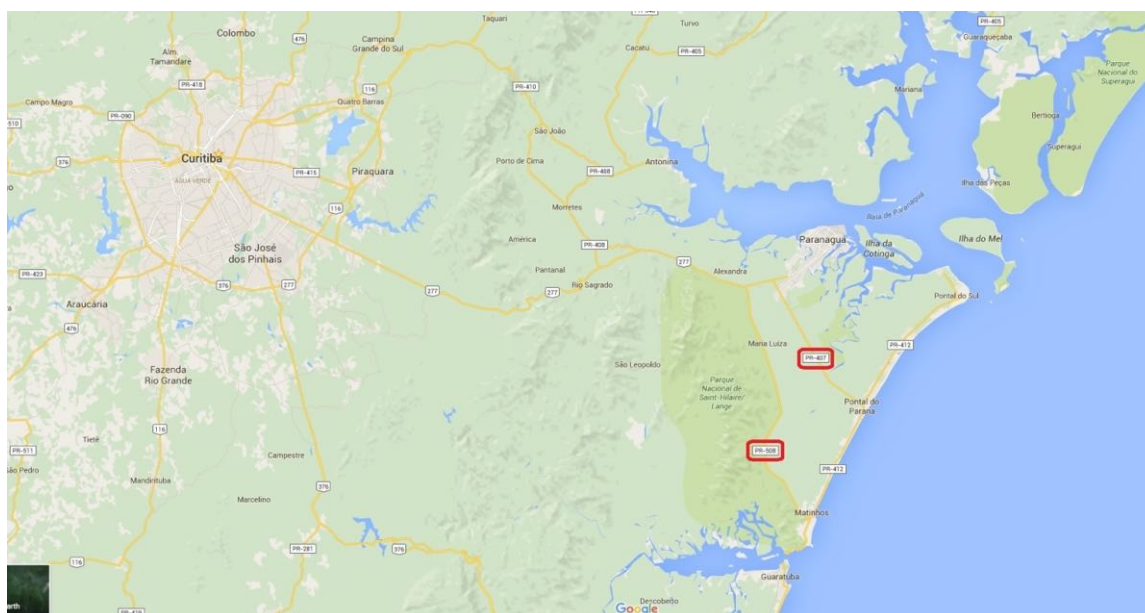 Taquari
Turvo
PR-405
Colombo
476
Campina
Grande do Sul
Cacatu
PR-405
Guaraqueçaba
Alm.
Tamandaré
Parque
Nacional do
Superagui
PR-418
116
PR-410
Mariana
Campo Magro
Quatro Barras
PR-090
Bertioga
São João
Curitiba
376
Porto de Cima
Antonina
Superagui
ÁGUA VERDE
PR-415
Piraquara
PR-408
Ilha das Peças
116
Morretes
Baía de Paranaguá
São José
dos Pinhais
América
PR-408
Paranaguá
Ilha da
Cotinga
Ilha do Mel
PR-423
Pantanal
277
Alexandra
376
277
277
277
Rio Sagrado
Pontal do Sul
Araucária
476
Maria Luíza
PR-412
PR-407
Fazenda
Rio Grande
São Leopoldo
Parque
Nacional de
Saint-Hilaire/
Lange
Pontal do
Paraná
116
Tietê
PR-511
Campestre
PR-508
PR-412
São Pedro
Mandirituba
376
Marcelino
Matinhos
PR-281
376
116
Guaratuba
earth
Google
Descoberto